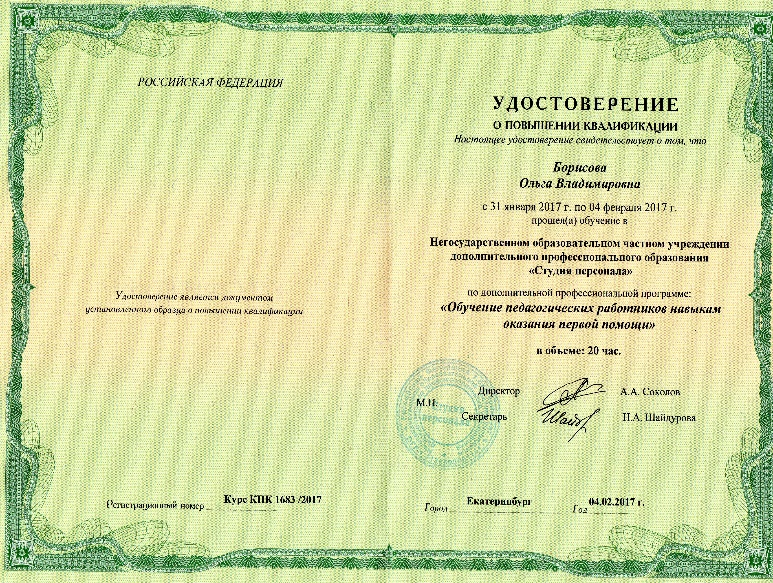 РОССИЙСКАЯ ФЕДЕРАЦИЯ
Удостоверение является документом
установленного образца о повышении квалификации
Регистрационный номер Курс КПК 1683 /2017
УДОСТОВЕРЕНИЕ
О ПОВЫШЕНИИ КВАЛИФИКАЦИИ
Настоящее удостоверение свидетельствует о том, что
Борисова
Ольга Владимировна
с 31 января 2017 г. по 04 февраля 2017 г.
прошел(а) обучение в
Негосударственном образовательном частном учреждении
дополнительного профессионального образования
«Студия персонала»
по дополнительной профессиональной программе:
«Обучение педагогических работников навыкам
оказания первой помощи»
в объеме: 20 час.
Директор А.А. Соколов
М.П.
Секретарь Н.А. Шайдурова
Город Екатеринбург Год 04.02.2017 г.